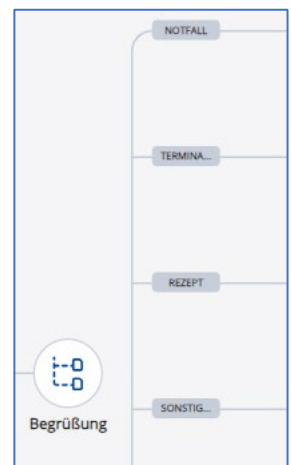 NOTFALL
TERMINA...
REZEPT
Begrüßung
SONSTIG...